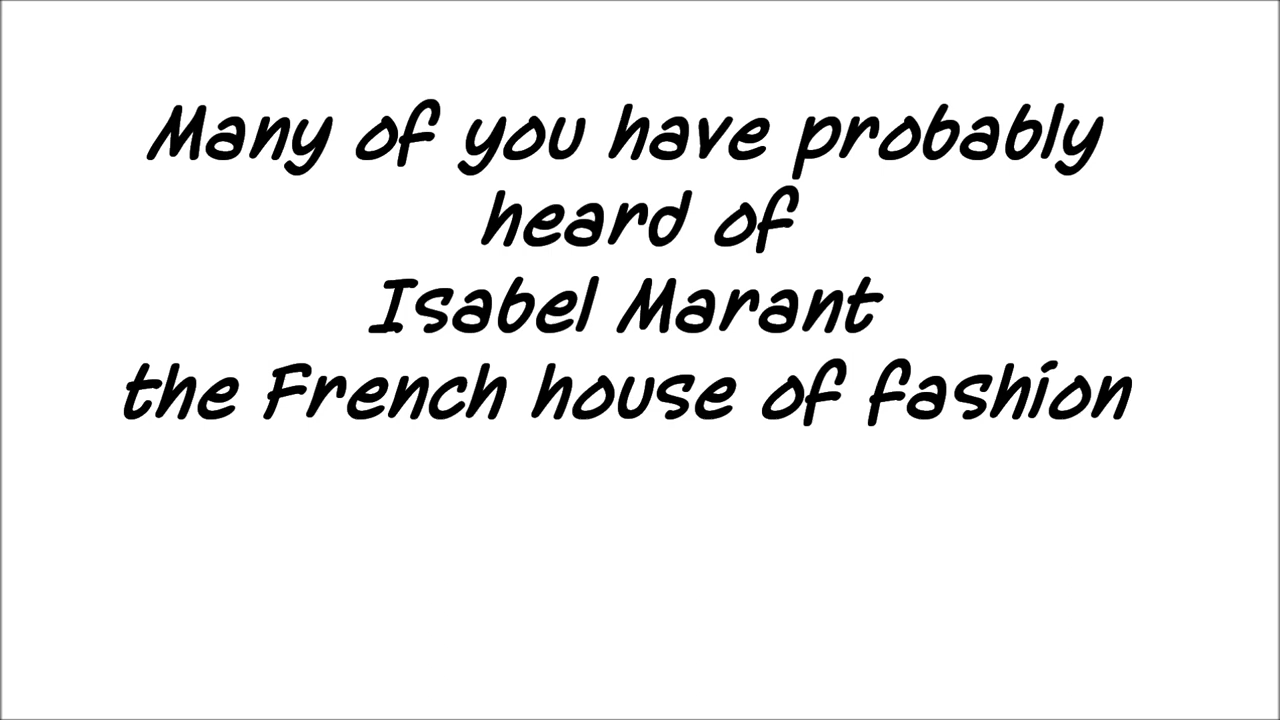 Many of you have probably
heard of
Isabel Marant
the French house of fashion